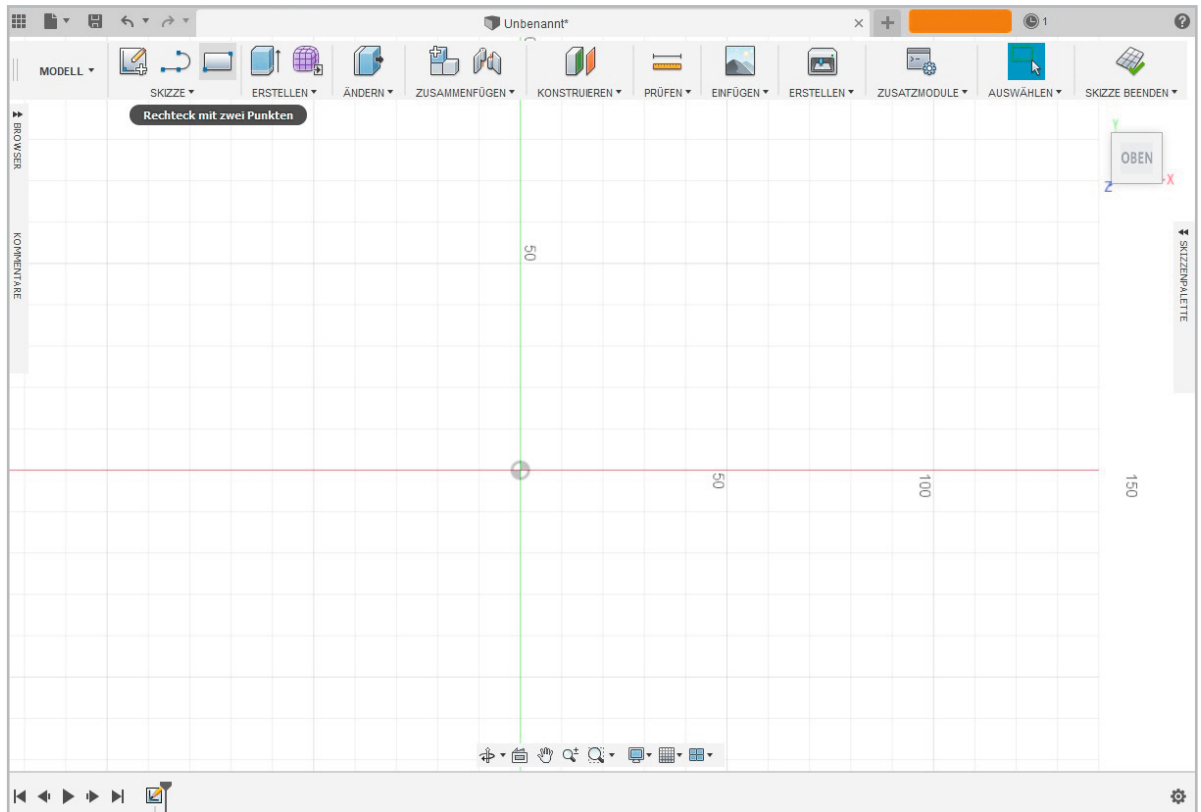 Unbenannt*
1
MODELL
SKIZZE
ERSTELLEN
ÄNDERN
ZUSAMMENFÜGEN
KONSTRUIEREN
PRÜFEN
EINFÜGEN
ERSTELLEN
ZUSATZMODULE
AUSWÄHLEN
SKIZZE BEENDEN
Rechteck mit zwei Punkten
BROWSER
KOMMENTARE
Y
OBEN
Z
X
SKIZZENPALETTE
50
50
100
150